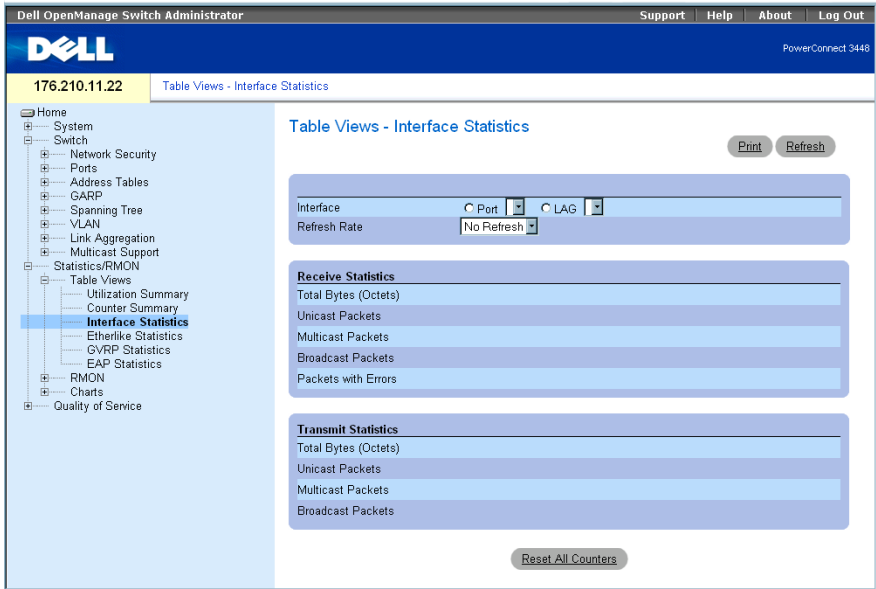 Dell OpenManage Switch Administrator
Support Help About Log Out
DELL
PowerConnect 3448
176.210.11.22
Table Views - Interface Statistics
Home
System
Switch
Network Security
Ports
Address Tables
GARP
Spanning Tree
VLAN
Link Aggregation
Multicast Support
Statistics/RMON
Table Views
Utilization Summary
Counter Summary
Interface Statistics
Etherlike Statistics
GVRP Statistics
EAP Statistics
RMON
Charts
Quality of Service
Table Views - Interface Statistics
Print Refresh
Interface Port LAG
Refresh Rate No Refresh
Receive Statistics
Total Bytes (Octets)
Unicast Packets
Multicast Packets
Broadcast Packets
Packets with Errors
Transmit Statistics
Total Bytes (Octets)
Unicast Packets
Multicast Packets
Broadcast Packets
Reset All Counters